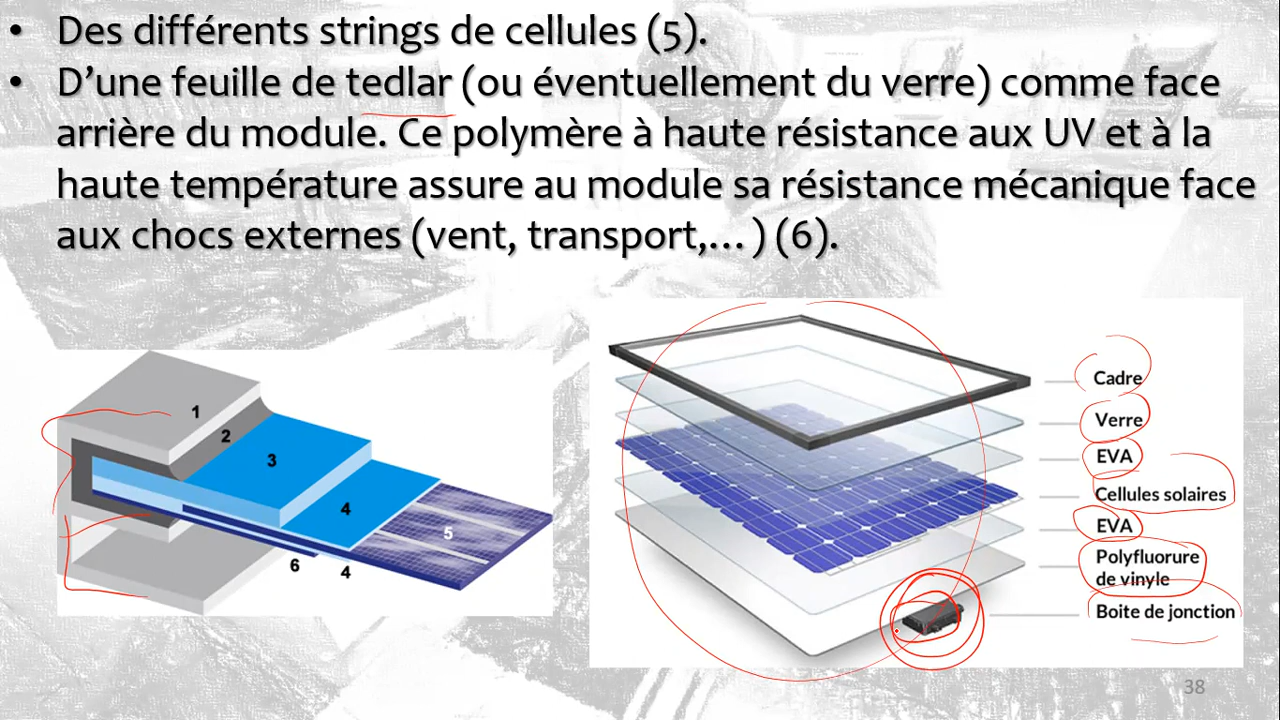 • Des différents strings de cellules (5).
• D’une feuille de tedlar (ou éventuellement du verre) comme face
arrière du module. Ce polymère à haute résistance aux UV et à la
haute température assure au module sa résistance mécanique face
aux chocs externes (vent, transport,… ) (6).
1
2
3
4
5
6
4
Cadre
Verre
EVA
Cellules solaires
EVA
Polyfluorure
de vinyle
Boite de jonction
38